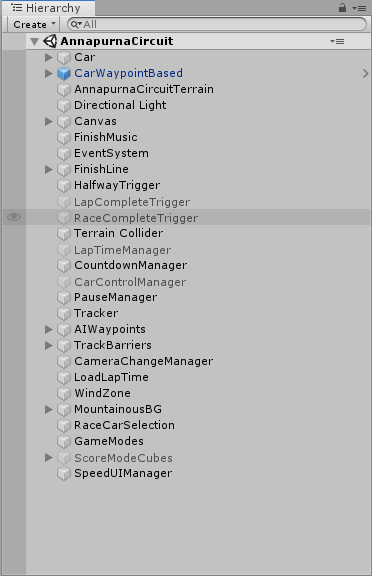 Hierarchy
Create All
AnnapurnaCircuit
Car
CarWaypointBased
AnnapurnaCircuitTerrain
Directional Light
Canvas
FinishMusic
EventSystem
FinishLine
HalfwayTrigger
LapCompleteTrigger
RaceCompleteTrigger
Terrain Collider
LapTimeManager
CountdownManager
CarControlManager
PauseManager
Tracker
AIWaypoints
TrackBarriers
CameraChangeManager
LoadLapTime
WindZone
MountainousBG
RaceCarSelection
GameModes
ScoreModeCubes
SpeedUIManager